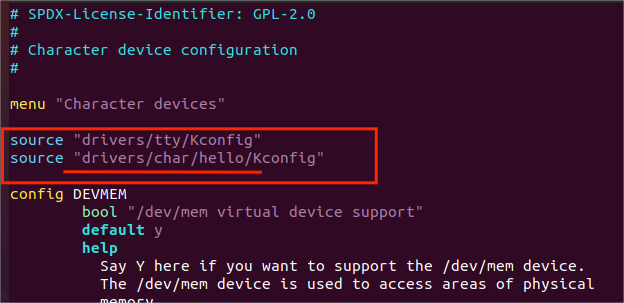 # SPDX-License-Identifier: GPL-2.0
#
# Character device configuration
#
menu "Character devices"
source "drivers/tty/Kconfig"
source "drivers/char/hello/Kconfig"
config DEVMEM
bool "/dev/mem virtual device support"
default y
help
Say Y here if you want to support the /dev/mem device.
The /dev/mem device is used to access areas of physical
memory